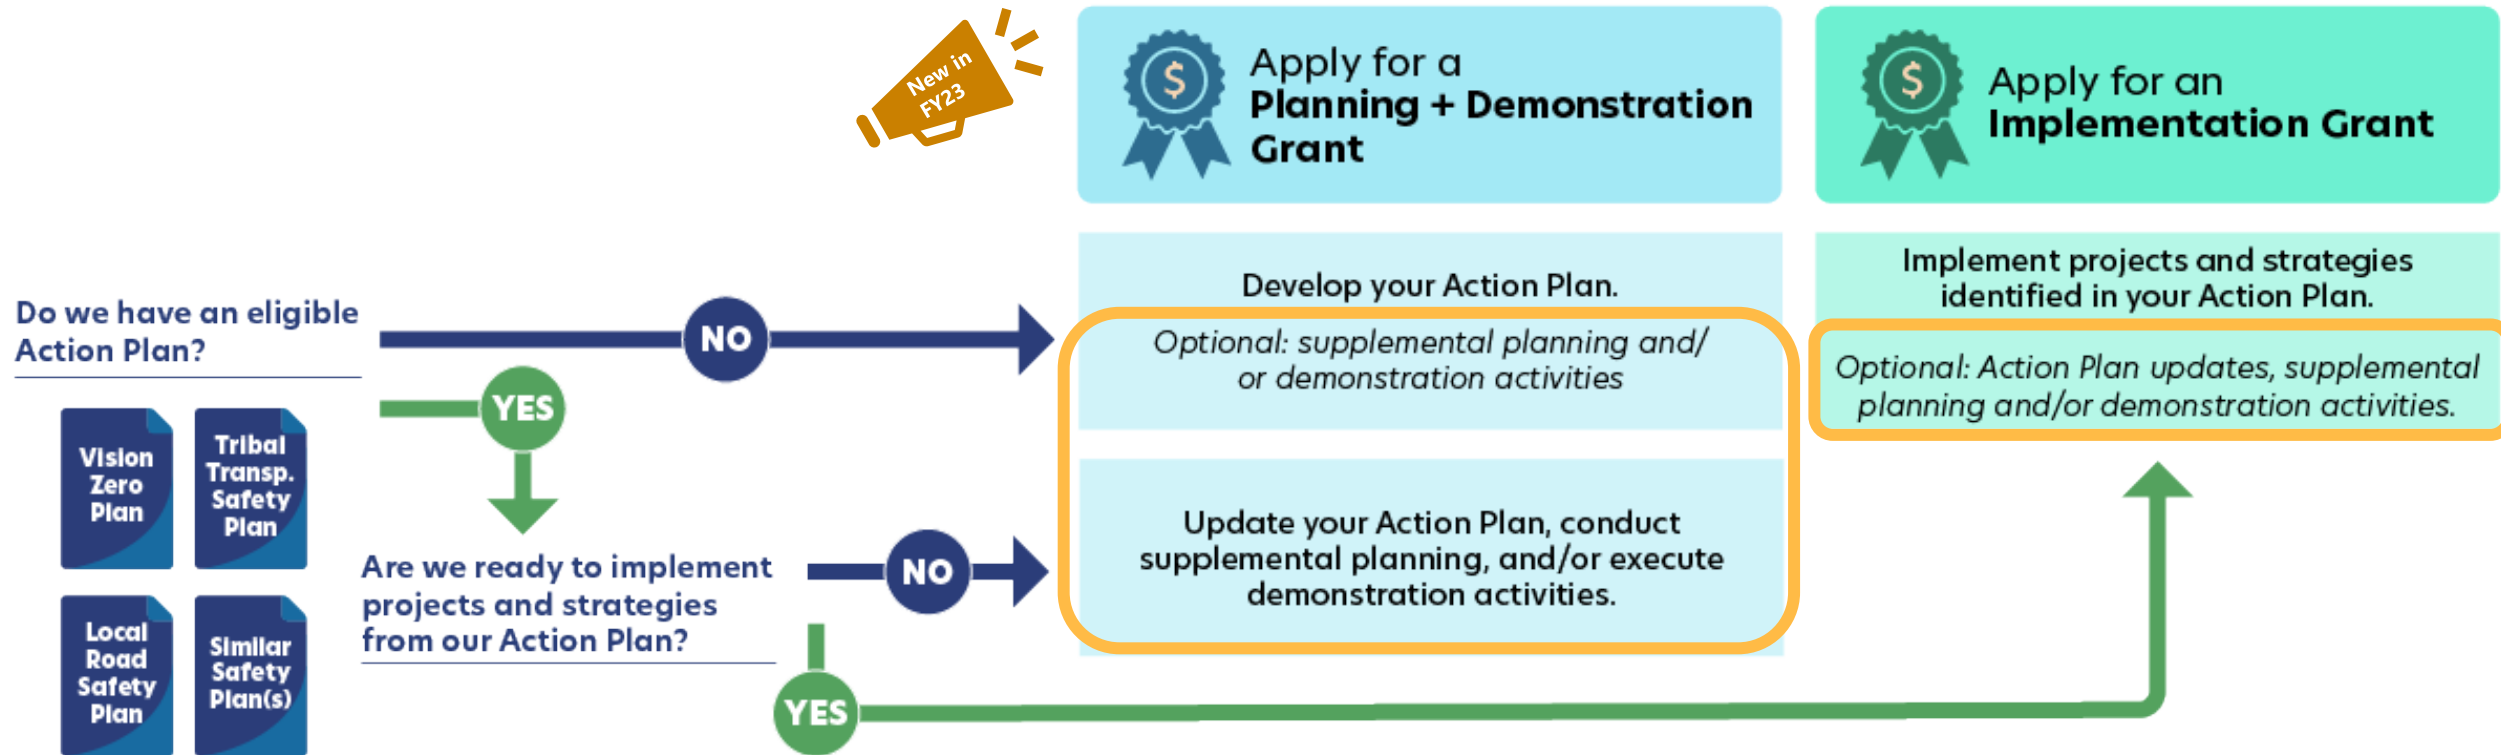 New in
FY23
Apply for a
Planning + Demonstration
Grant
Apply for an
Implementation Grant
Do we have an eligible
Action Plan?
NO
YES
Vision
Zero
Plan
Tribal
Transp.
Safety
Plan
Local
Road
Safety
Plan
Similar
Safety
Plan(s)
Are we ready to implement
projects and strategies
from our Action Plan?
NO
YES
Develop your Action Plan.
Optional: supplemental planning and/
or demonstration activities
Update your Action Plan, conduct
supplemental planning, and/or execute
demonstration activities.
Implement projects and strategies
identified in your Action Plan.
Optional: Action Plan updates, supplemental
planning and/or demonstration activities.
$
$